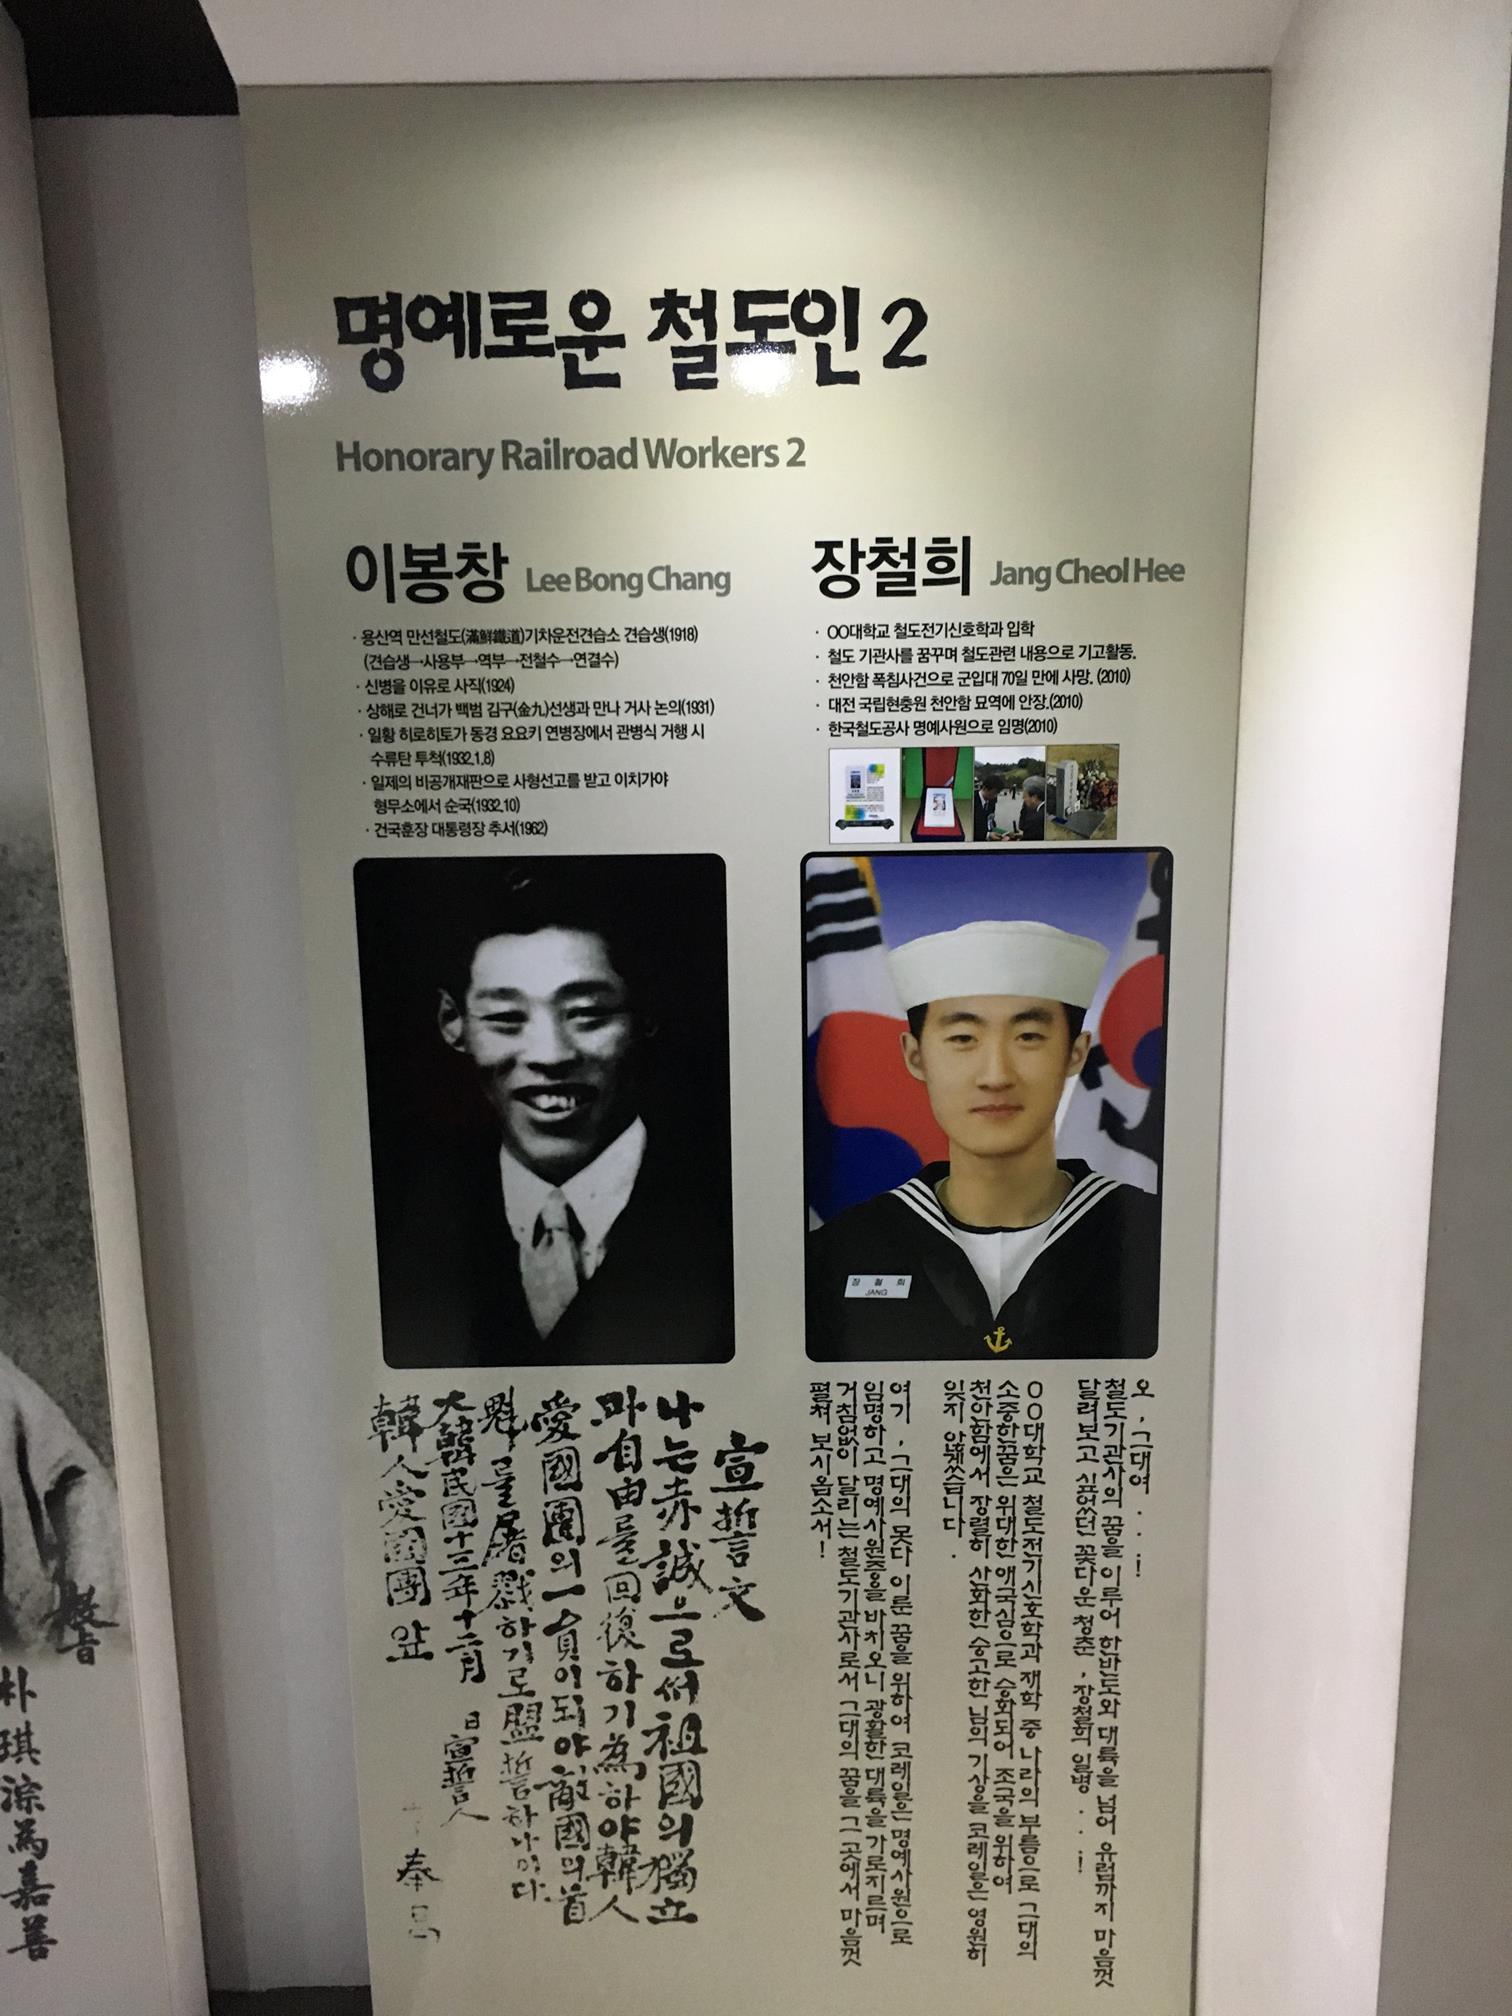 명예로운 철도인 2
Honorary Railroad Workers 2
이봉창 Lee Bong Chang
· 용산역 만선철도(滿鮮鐵道)기차운전견습소 견습생(1918)
(견습생→사용부→역부→전철수→연결수)
· 신병을 이유로 사직(1924)
· 상해로 건너가 백범 김구(金九)선생과 만나 거사 논의(1931)
· 일황 히로히토가 동경 요요키 연병장에서 관병식 거행 시
수류탄 투척(1932.1.8)
· 일제의 비공개재판으로 사형선고를 받고 이치가야
형무소에서 순국(1932.10)
· 건국훈장 대통령장 추서(1962)
장철희 Jang Cheol Hee
· OO대학교 철도전기신호학과 입학
· 철도 기관사를 꿈꾸며 철도관련 내용으로 기고활동.
· 천안함 폭침사건으로 군입대 70일 만에 사망. (2010)
· 대전 국립현충원 천안함 묘역에 안장.(2010)
· 한국철도공사 명예사원으로 임명(2010)
장 철 희
JANG
宣誓文
나는赤誠으로써祖國의獨立
과自由를回復하기爲하야韓人
愛國團의一員이되야敵國의首
魁를屠戮하기로盟誓하나이다.
大韓民國十三年十二月 日宣誓人
奉昌
韓人愛國團 앞
오, 그대여...!
철도기관사의 꿈을 이루어 한반도와 대륙을 넘어 유럽까지 마음껏
달려보고 싶었던 꽃다운 청춘, 장철희 일병...!
OO대학교 철도전기신호학과 재학 중 나라의 부름으로 그대의
소중한꿈은 위대한 애국심으로 승화되어 조국을 위하여
천안함에서 장렬히 산화한 숭고한 님의 기상을 코레일은 영원히
잊지 않겠습니다.
여기, 그대의 못다 이룬 꿈을 위하여 코레일은 명예사원으로
임명하고 명예사원증을 바치오니 광활한 대륙을 가로지르며
거침없이 달리는 철도기관사로서 그대의 꿈을 그 곳에서 마음껏
펼쳐 보시옵소서!
朴琪淙爲嘉善